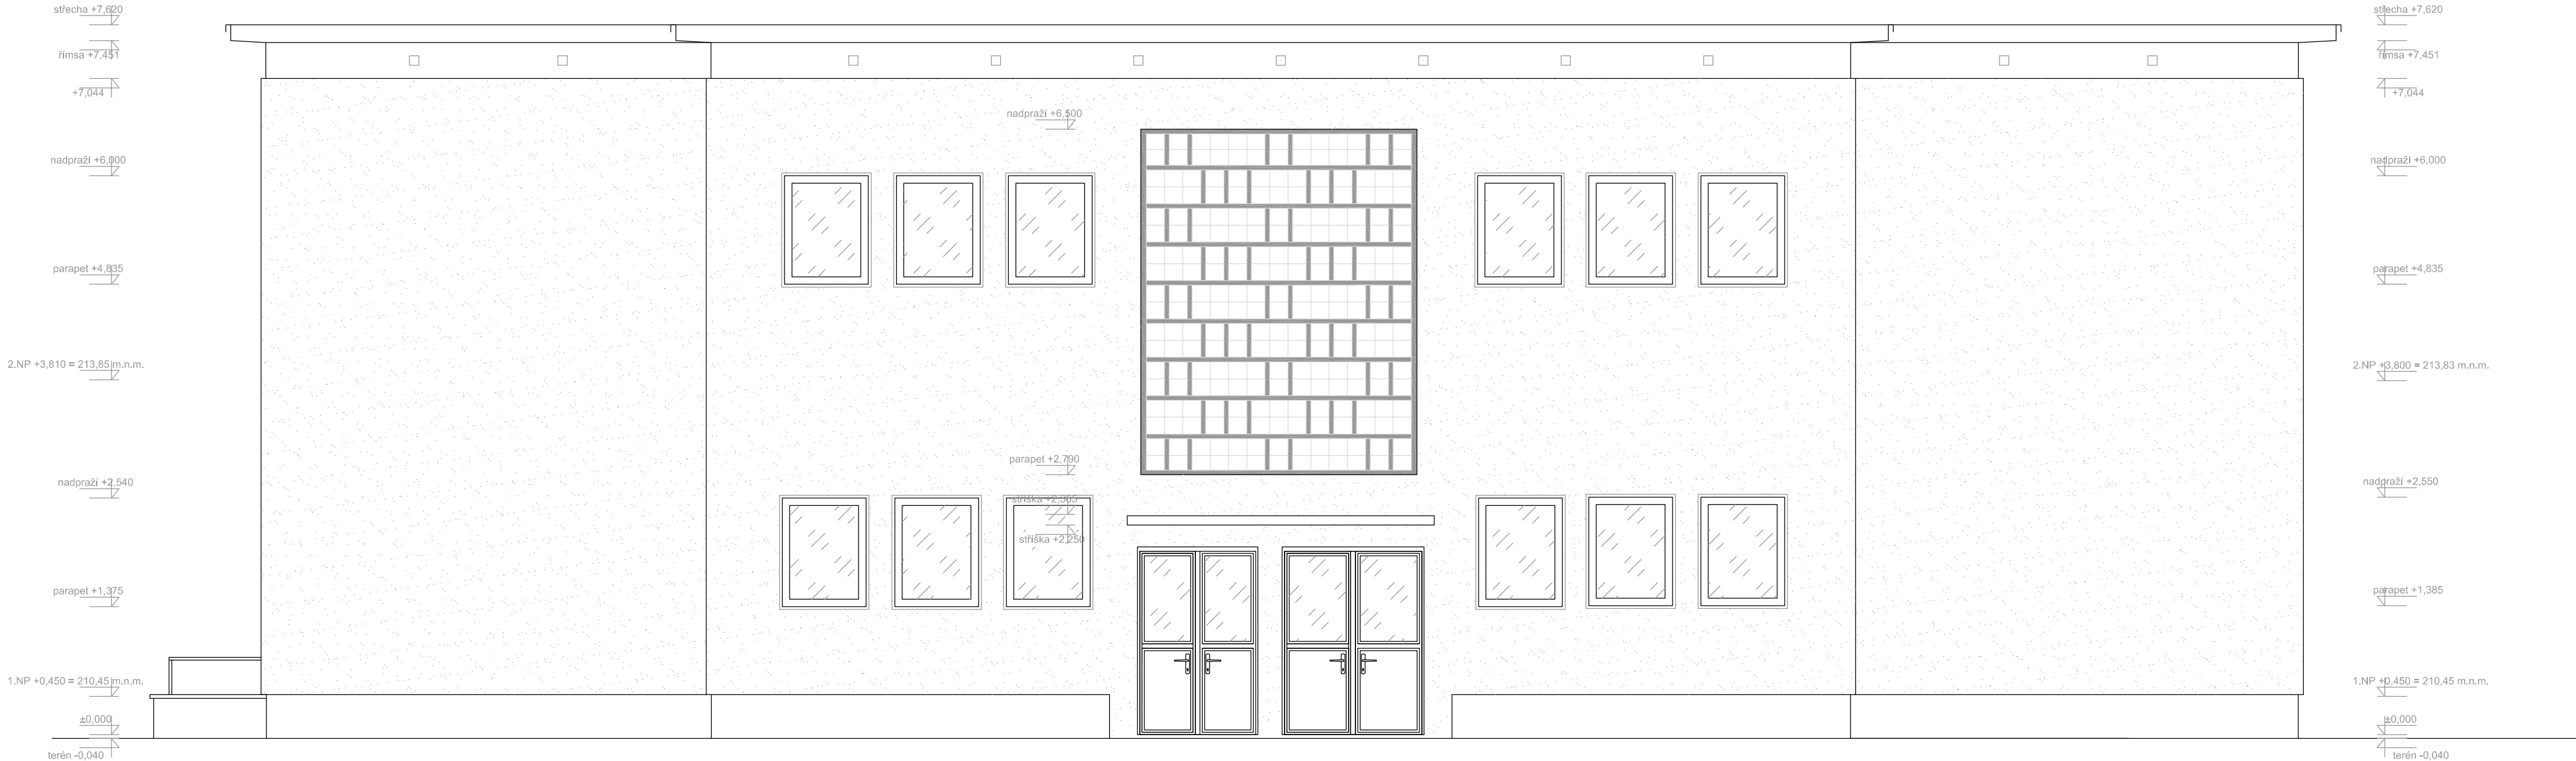 střecha +7,620
římsa +7,451
+7,044
nadpraží +6,000
parapet +4,835
2.NP +3,810 = 213,85 m.n.m.
nadpraží +2,540
parapet +1,375
1.NP +0,450 = 210,45 m.n.m.
±0,000
terén -0,040
nadpraží +6,500
parapet +2,790
stříška +2,365
stříška +2,250
střecha +7,620
římsa +7,451
+7,044
nadpraží +6,000
parapet +4,835
2.NP +3,800 = 213,83 m.n.m.
nadpraží +2,550
parapet +1,385
1.NP +0,450 = 210,45 m.n.m.
±0,000
terén -0,040